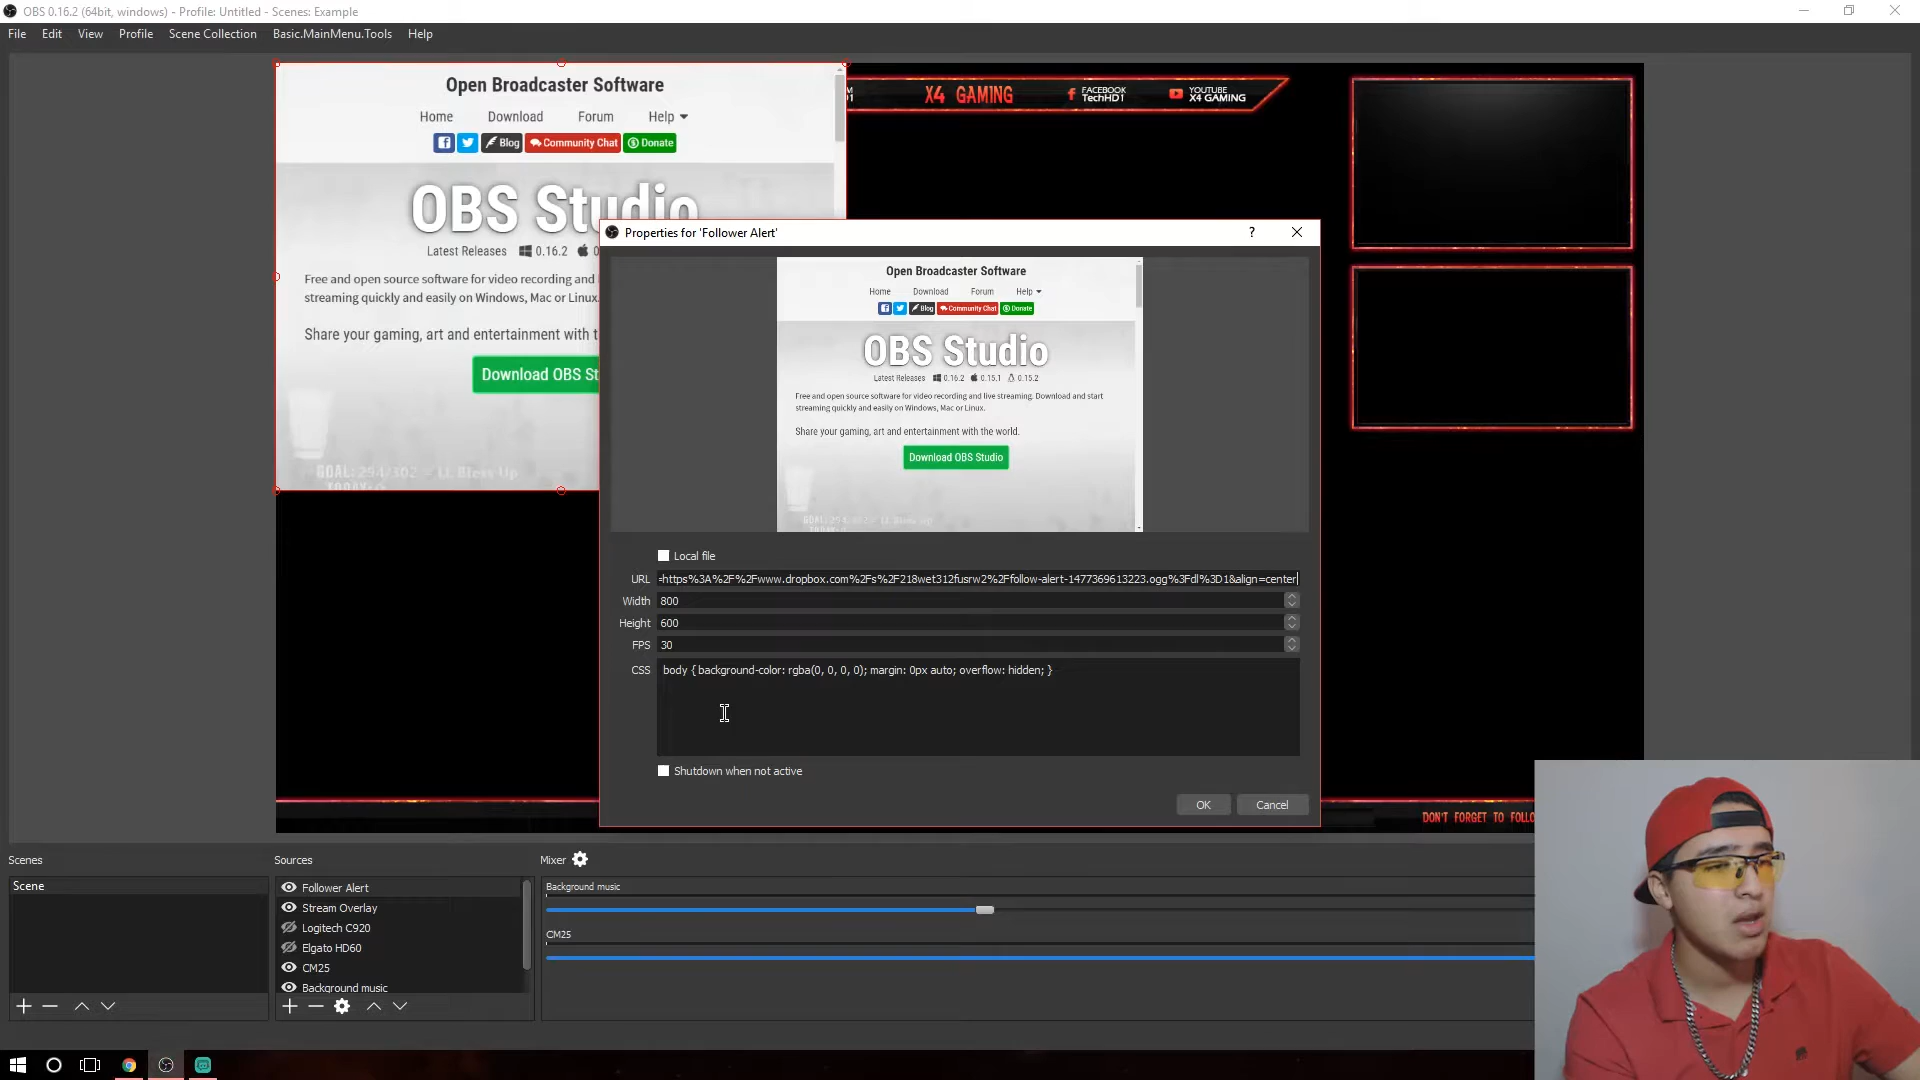 OBS 0.16.2 (64bit, windows) - Profile: Untitled - Scenes: Example
File Edit View Profile Scene Collection Basic.MainMenu.Tools Help
Open Broadcaster Software
Home Download Forum Help
Blog Community Chat Donate
OBS Studio
Latest Releases 0.16.2
Free and open source software for video recording and
streaming quickly and easily on Windows, Mac or Linux.
Share your gaming, art and entertainment with t
Download OBS St
GOAL: 294/302 = LL Bless Up
X4 GAMING
FACEBOOK
TecHD1
YOUTUBE
X4 GAMING
Properties for 'Follower Alert'
? 
Open Broadcaster Software
Home Download Forum Help
Blog Community Chat Donate
OBS Studio
Latest Releases 0.16.2 0.15.1 0.15.2
Free and open source software for video recording and live streaming. Download and start
streaming quickly and easily on Windows, Mac or Linux.
Share your gaming, art and entertainment with the world.
Download OBS Studio
Local file
URL =https%3A%2F%2Fwww.dropbox.com%2Fs%2F218wet312fusrw2%2Ffollow-alert-1477369613223.ogg%3Fdl%3D1&align=center
Width 800
Height 600
FPS 30
CSS body { background-color: rgba(0, 0, 0, 0); margin: 0px auto; overflow: hidden; }
Shutdown when not active
OK Cancel
DON'T FORGET TO FOLLO
Scenes
Scene
Sources
Follower Alert
Stream Overlay
Logitech C920
Elgato HD60
CM25
Background music
Mixer
Background music
CM25